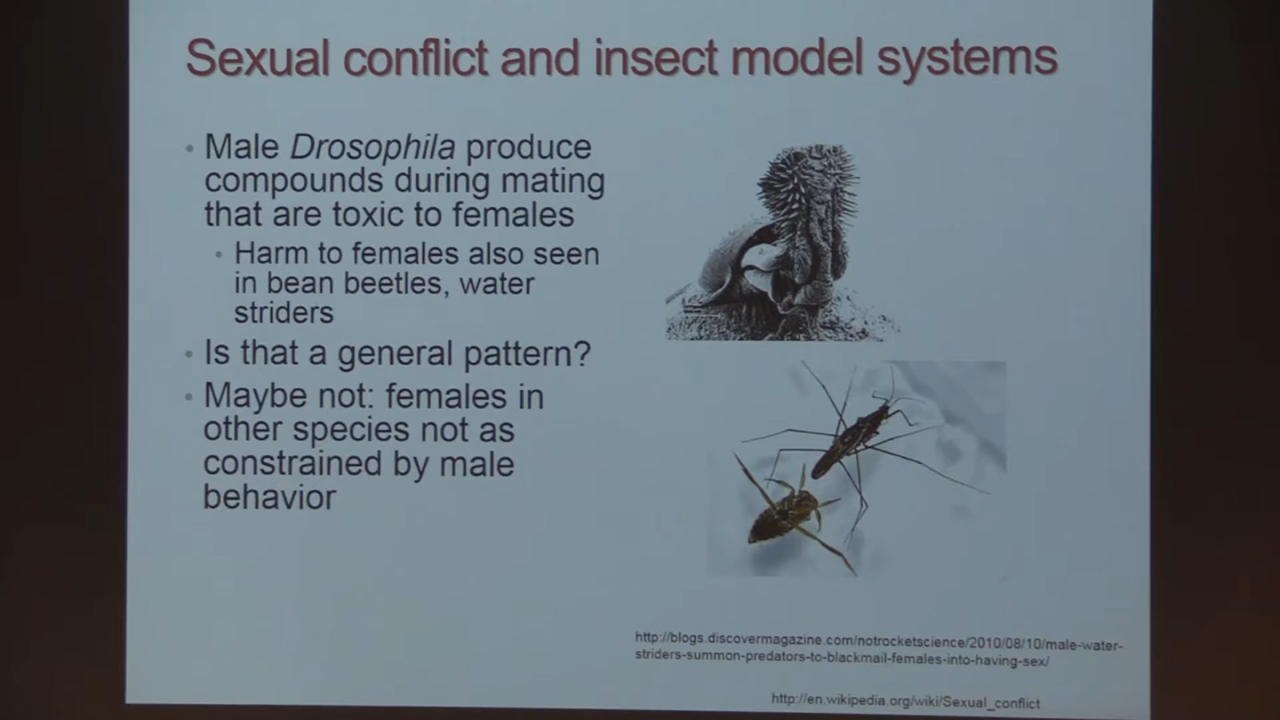 Sexual conflict and insect model systems
• Male Drosophila produce
compounds during mating
that are toxic to females
• Harm to females also seen
in bean beetles, water
striders
• Is that a general pattern?
• Maybe not: females in
other species not as
constrained by male
behavior
http://blogs.discovermagazine.com/notrocketscience/2010/08/10/male-water-
striders-summon-predators-to-blackmail-females-into-having-sex/
http://en.wikipedia.org/wiki/Sexual_conflict